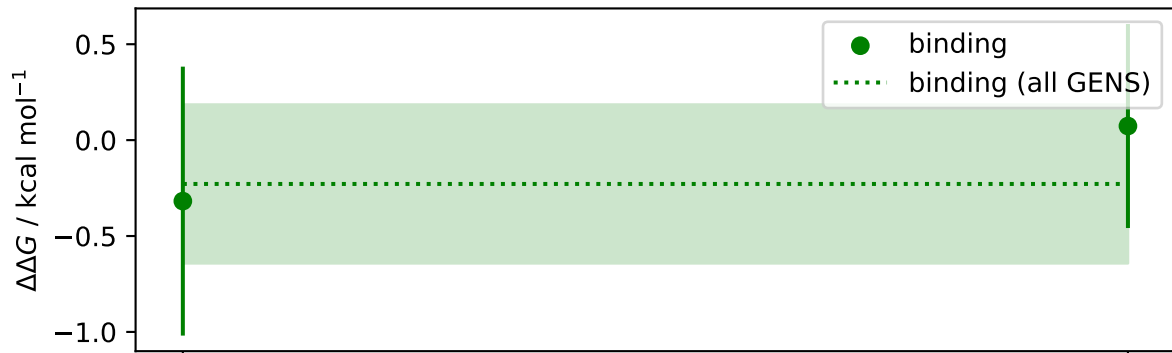 ΔΔG / kcal mol⁻¹
0.5
0.0
−0.5
−1.0
binding
binding (all GENS)